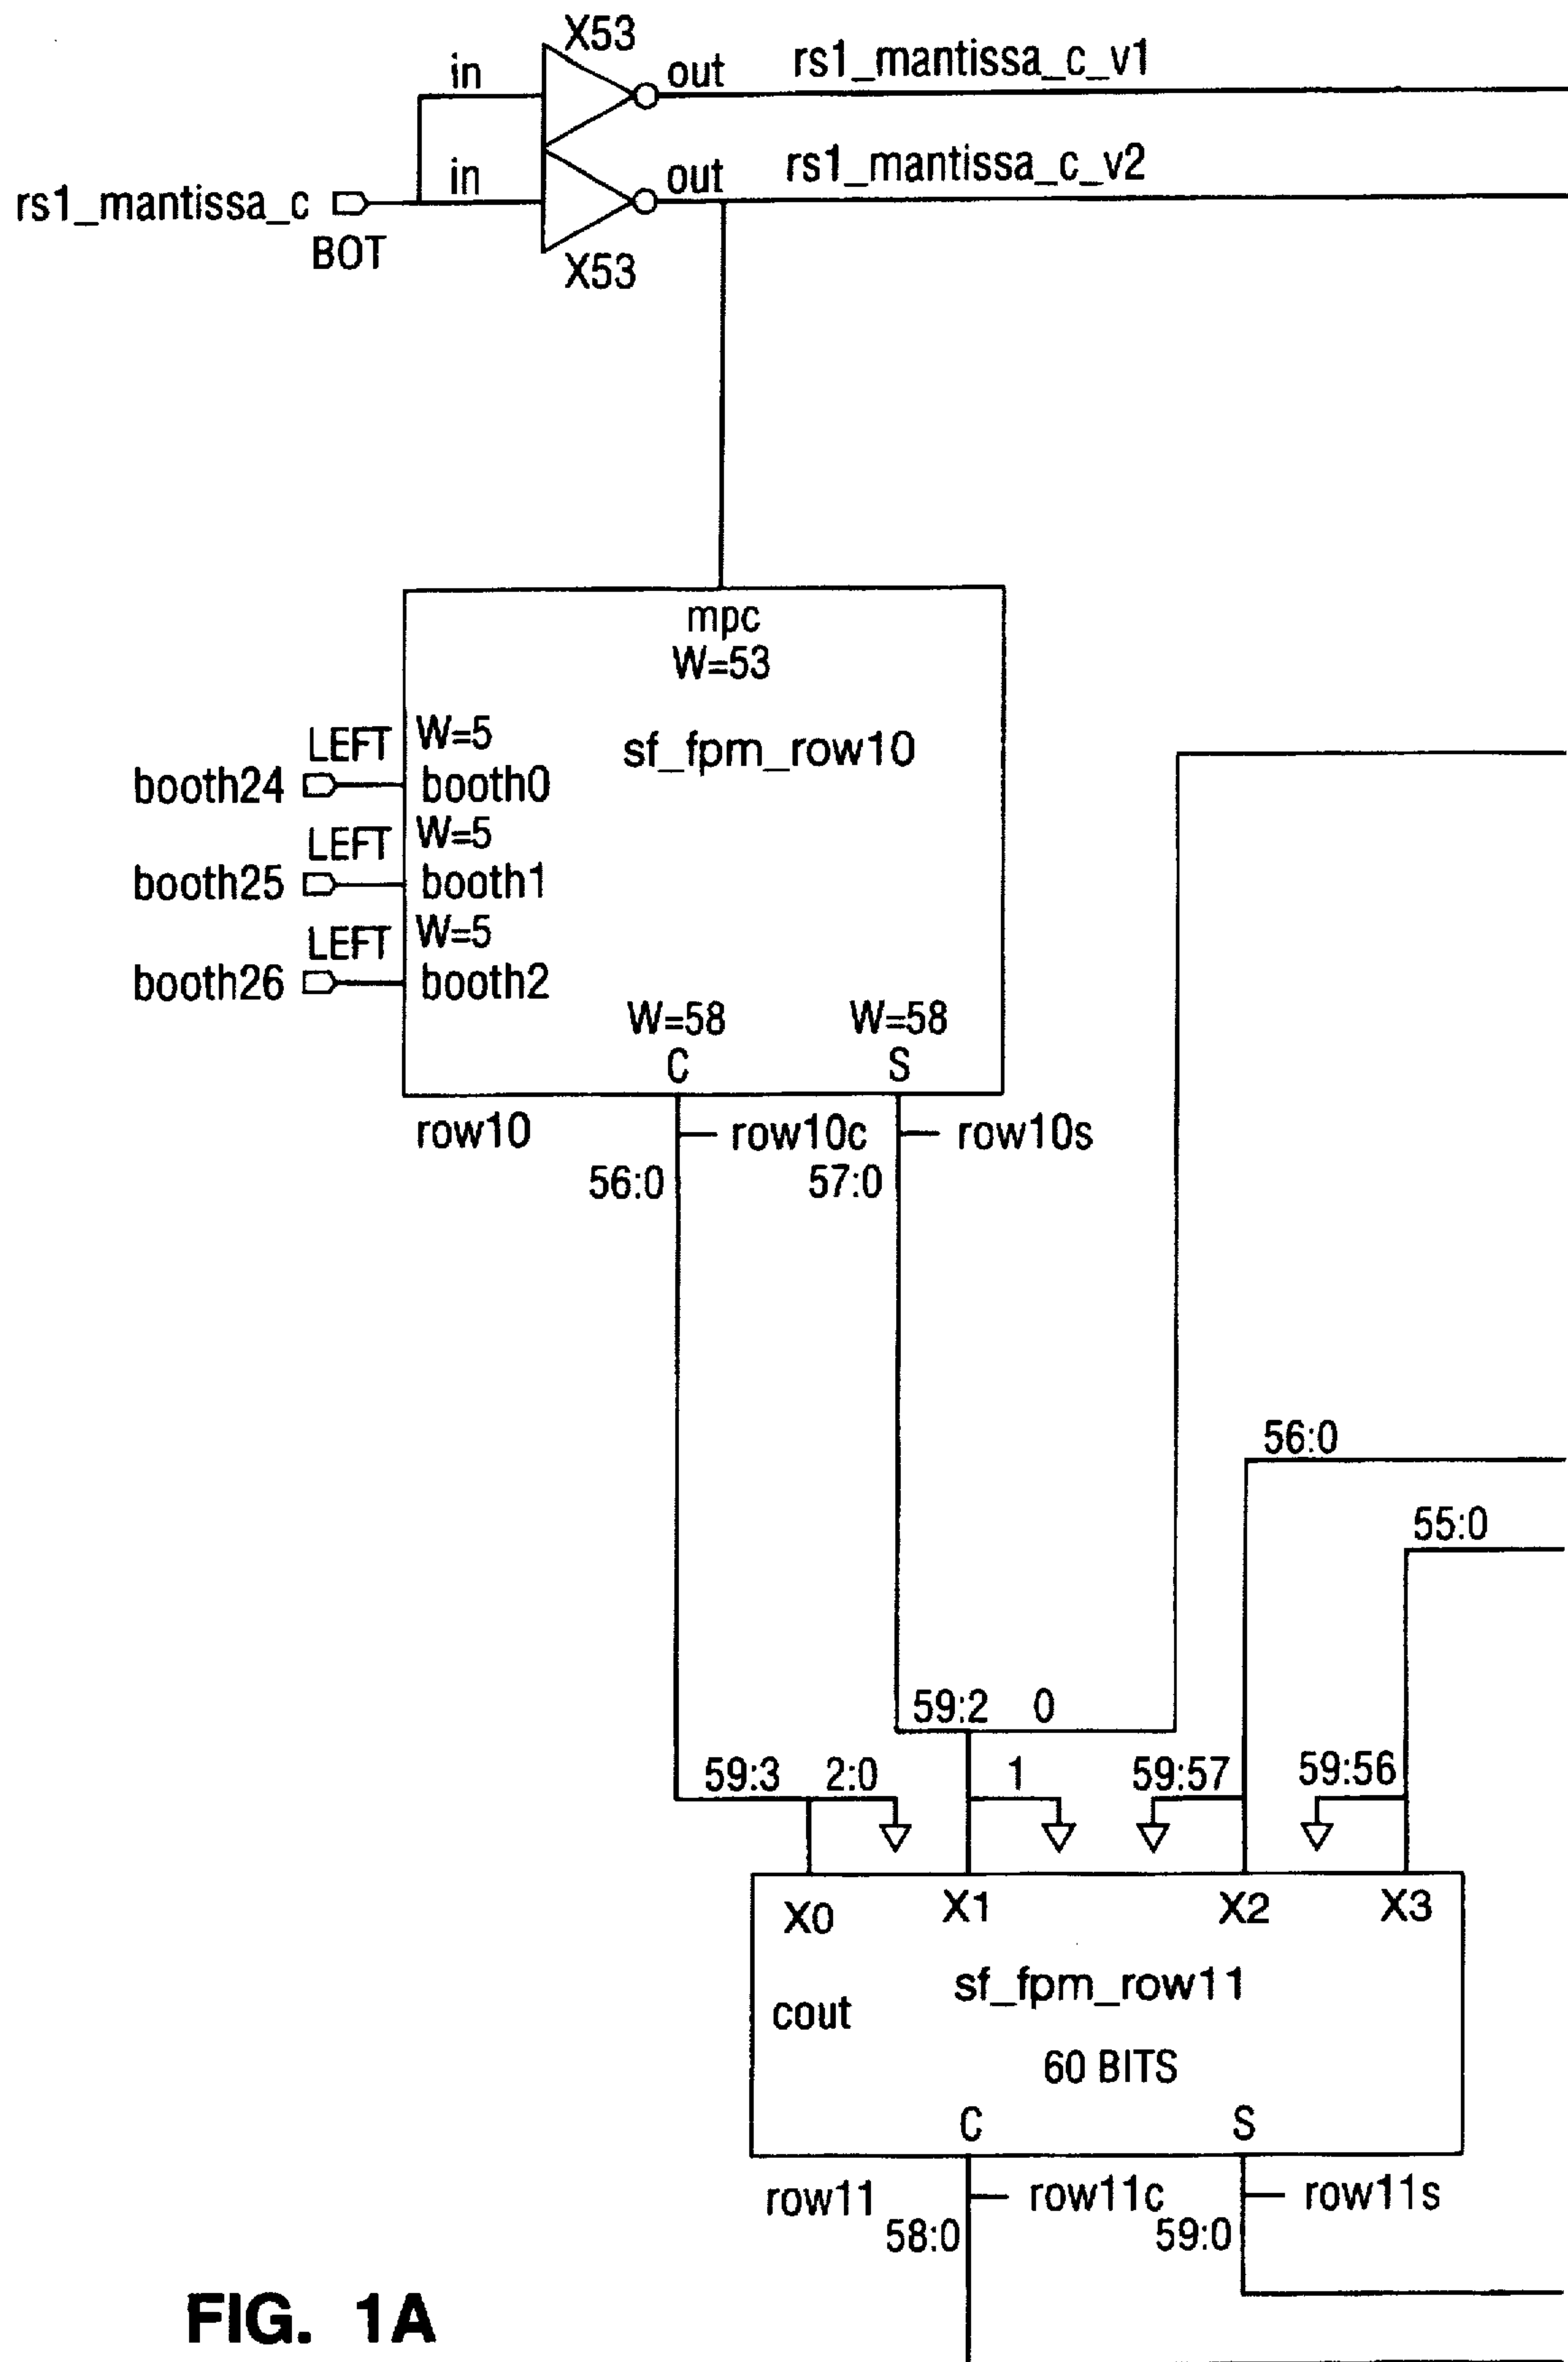 X53
in out rs1_mantissa_c_v1
in out rs1_mantissa_c_v2
rs1_mantissa_c
BOT
X53
mpc
W=53
sf_fpm_row10
LEFT W=5
booth24 booth0
LEFT W=5
booth25 booth1
LEFT W=5
booth26 booth2
W=58 W=58
C S
row10 row10c row10s
56:0 57:0
56:0
55:0
59:2 0
59:3 2:0 1 59:57 59:56
X0 X1 X2 X3
sf_fpm_row11
cout
60 BITS
C S
row11 row11c row11s
58:0 59:0
FIG. 1A